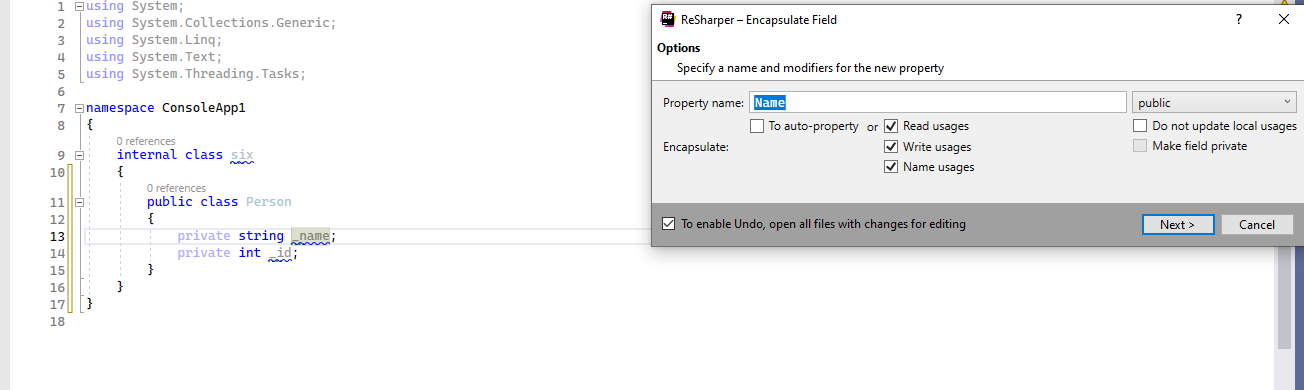 1 using System;
2 using System.Collections.Generic;
3 using System.Linq;
4 using System.Text;
5 using System.Threading.Tasks;
6
7 namespace ConsoleApp1
8 {
0 references
9 internal class six
10 {
0 references
11 public class Person
12 {
13 private string _name;
14 private int _id;
15 }
16 }
17 }
18
R# ReSharper – Encapsulate Field ?
Options
Specify a name and modifiers for the new property
Property name: Name public
To auto-property or Read usages Do not update local usages
Encapsulate: Write usages Make field private
Name usages
To enable Undo, open all files with changes for editing Next > Cancel